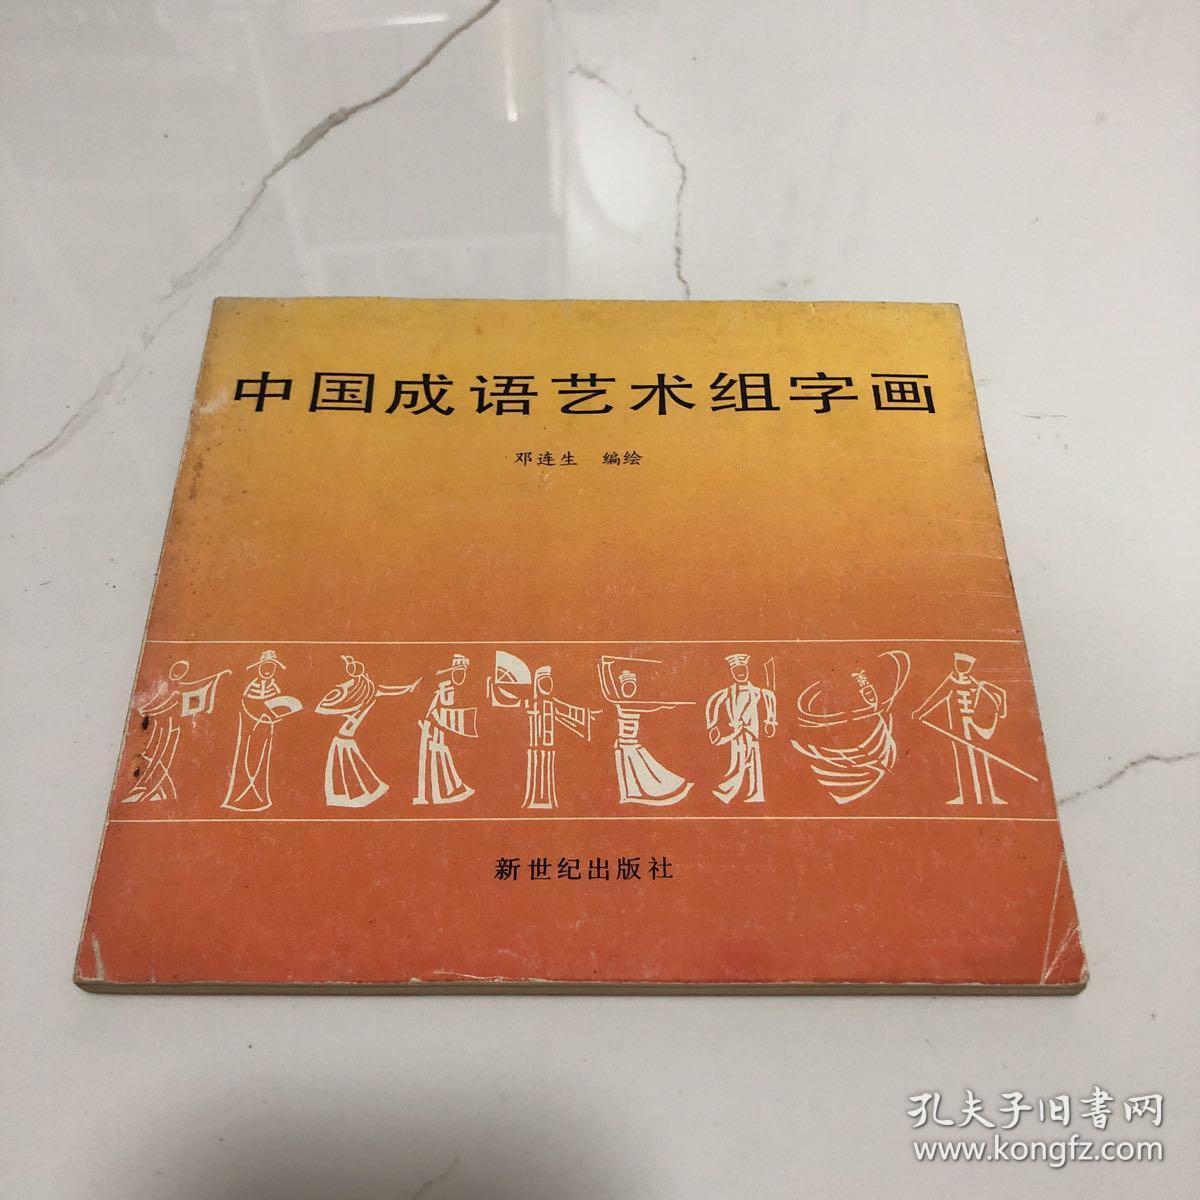 中国成语艺术组字画
邓连生 编绘
新世纪出版社
孔夫子旧書网
www.kongfz.com